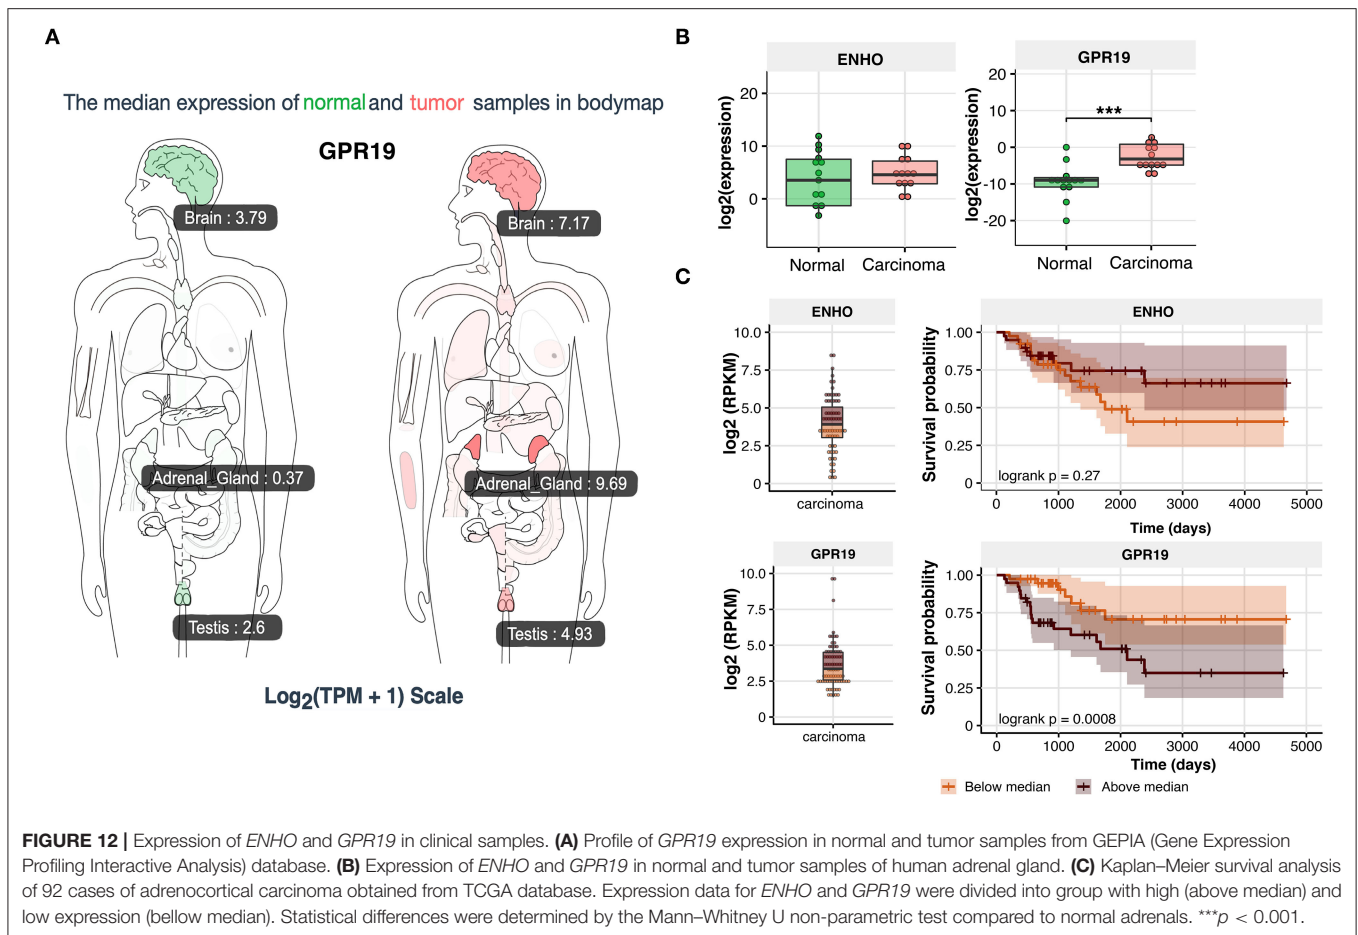 A
The median expression of normal and tumor samples in bodymap
GPR19
Brain : 3.79
Brain : 7.17
Adrenal_Gland : 0.37
Adrenal_Gland : 9.69
Testis : 2.6
Testis : 4.93
Log2(TPM + 1) Scale
B
ENHO
log2(expression)
20
10
0
Normal
Carcinoma
GPR19
log2(expression)
20
10
0
-10
-20
***
Normal
Carcinoma
C
ENHO
log2 (RPKM)
10.0
7.5
5.0
2.5
0
carcinoma
ENHO
Survival probability
1.00
0.75
0.50
0.25
0
logrank p = 0.27
0 1000 2000 3000 4000 5000
Time (days)
GPR19
log2 (RPKM)
10.0
7.5
5.0
2.5
0
carcinoma
GPR19
Survival probability
1.00
0.75
0.50
0.25
0
logrank p = 0.0008
0 1000 2000 3000 4000 5000
Time (days)
Below median
Above median
FIGURE 12 | Expression of ENHO and GPR19 in clinical samples. (A) Profile of GPR19 expression in normal and tumor samples from GEPIA (Gene Expression
Profiling Interactive Analysis) database. (B) Expression of ENHO and GPR19 in normal and tumor samples of human adrenal gland. (C) Kaplan–Meier survival analysis
of 92 cases of adrenocortical carcinoma obtained from TCGA database. Expression data for ENHO and GPR19 were divided into group with high (above median) and
low expression (bellow median). Statistical differences were determined by the Mann–Whitney U non-parametric test compared to normal adrenals. ***p < 0.001.